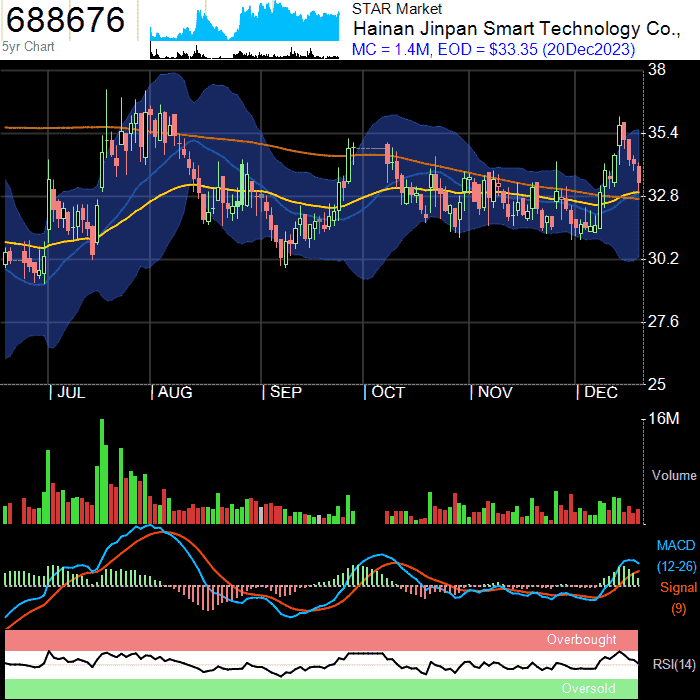 688676
5yr Chart
STAR Market
Hainan Jinpan Smart Technology Co.,
MC = 1.4M, EOD = $33.35 (20Dec2023)
38
35.4
32.8
30.2
27.6
25
| JUL | AUG | SEP | OCT | NOV | DEC
16M
Volume
MACD
(12-26)
Signal
(9)
Overbought
RSI(14)
Oversold